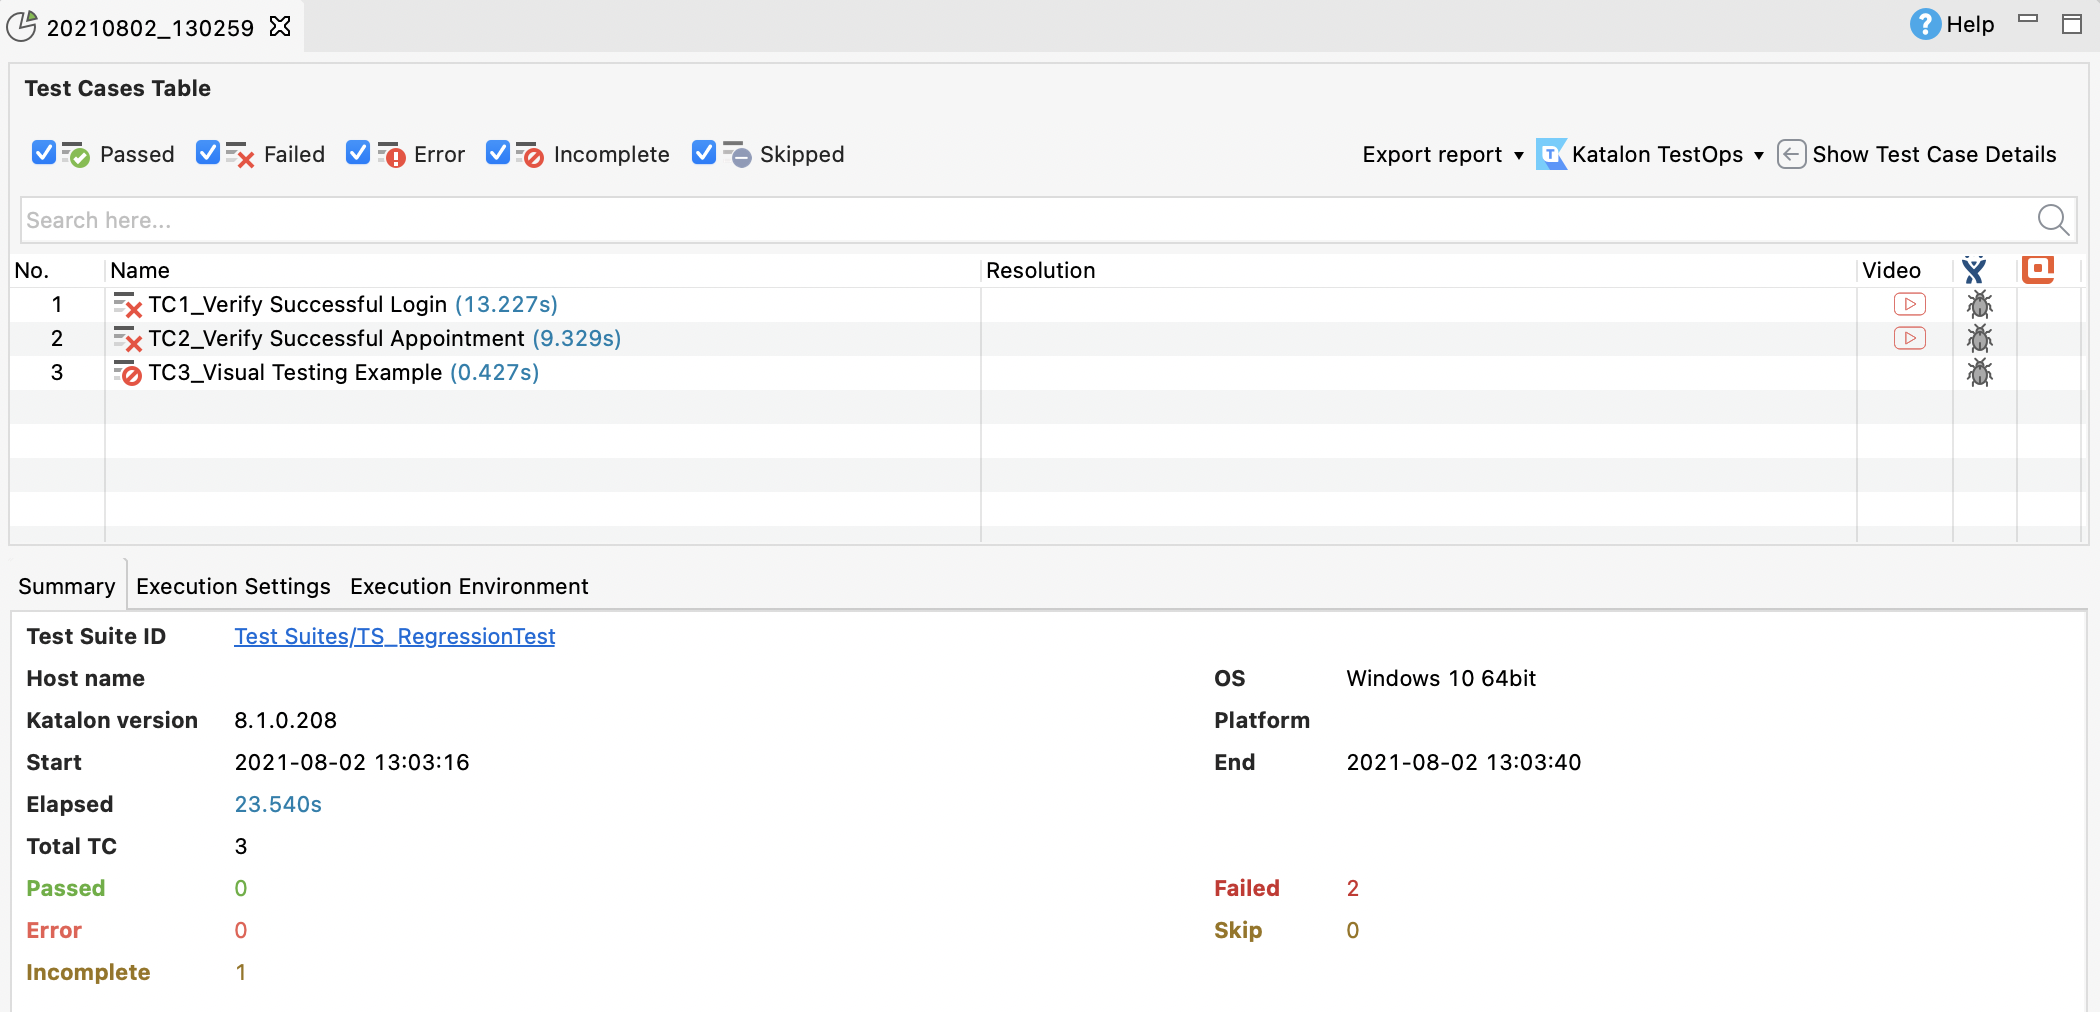 20210802_130259
Help
Test Cases Table
Passed Failed Error Incomplete Skipped
Export report Katalon TestOps Show Test Case Details
Search here...
No. Name Resolution Video
1 TC1_Verify Successful Login (13.227s)
2 TC2_Verify Successful Appointment (9.329s)
3 TC3_Visual Testing Example (0.427s)
Summary Execution Settings Execution Environment
Test Suite ID Test Suites/TS_RegressionTest
Host name OS Windows 10 64bit
Katalon version 8.1.0.208 Platform
Start 2021-08-02 13:03:16 End 2021-08-02 13:03:40
Elapsed 23.540s
Total TC 3
Passed 0 Failed 2
Error 0 Skip 0
Incomplete 1